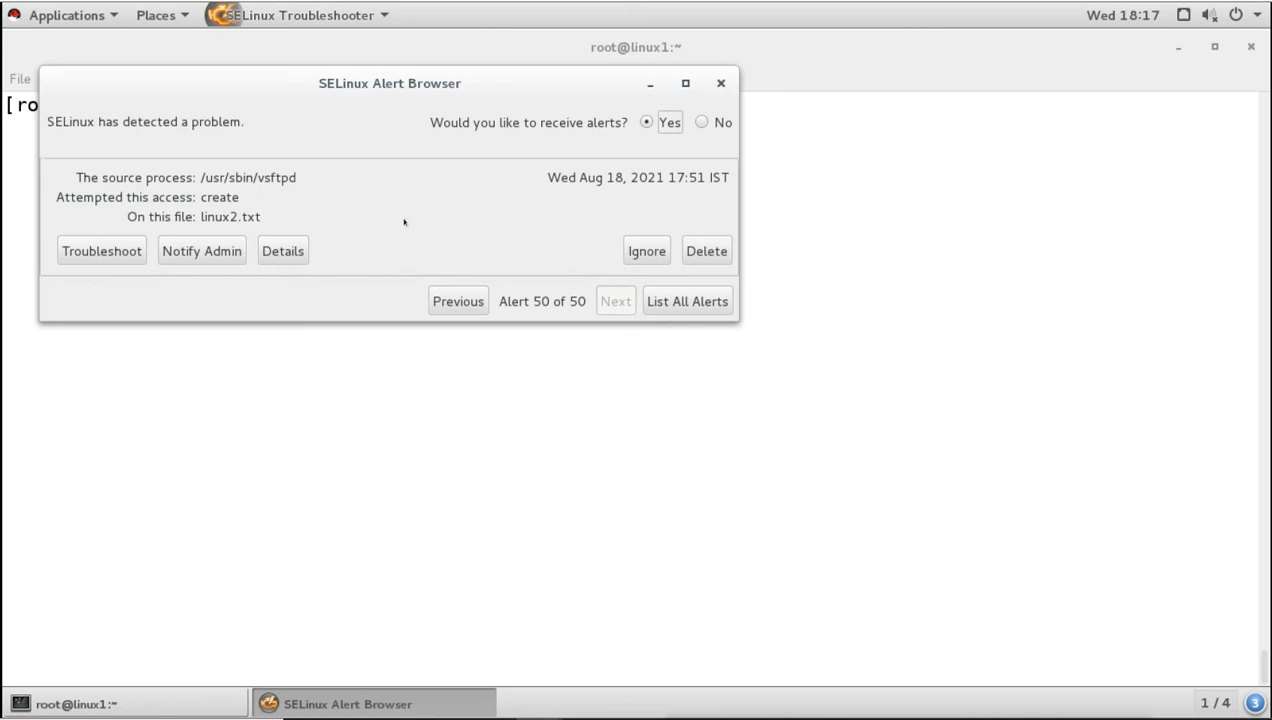 Applications Places SELinux Troubleshooter Wed 18:17
root@linux1:~
File
[ro
SELinux Alert Browser
SELinux has detected a problem. Would you like to receive alerts? Yes No
The source process: /usr/sbin/vsftpd Wed Aug 18, 2021 17:51 IST
Attempted this access: create
On this file: linux2.txt
Troubleshoot Notify Admin Details Ignore Delete
Previous Alert 50 of 50 Next List All Alerts
root@linux1:~ SELinux Alert Browser 1 / 4 3